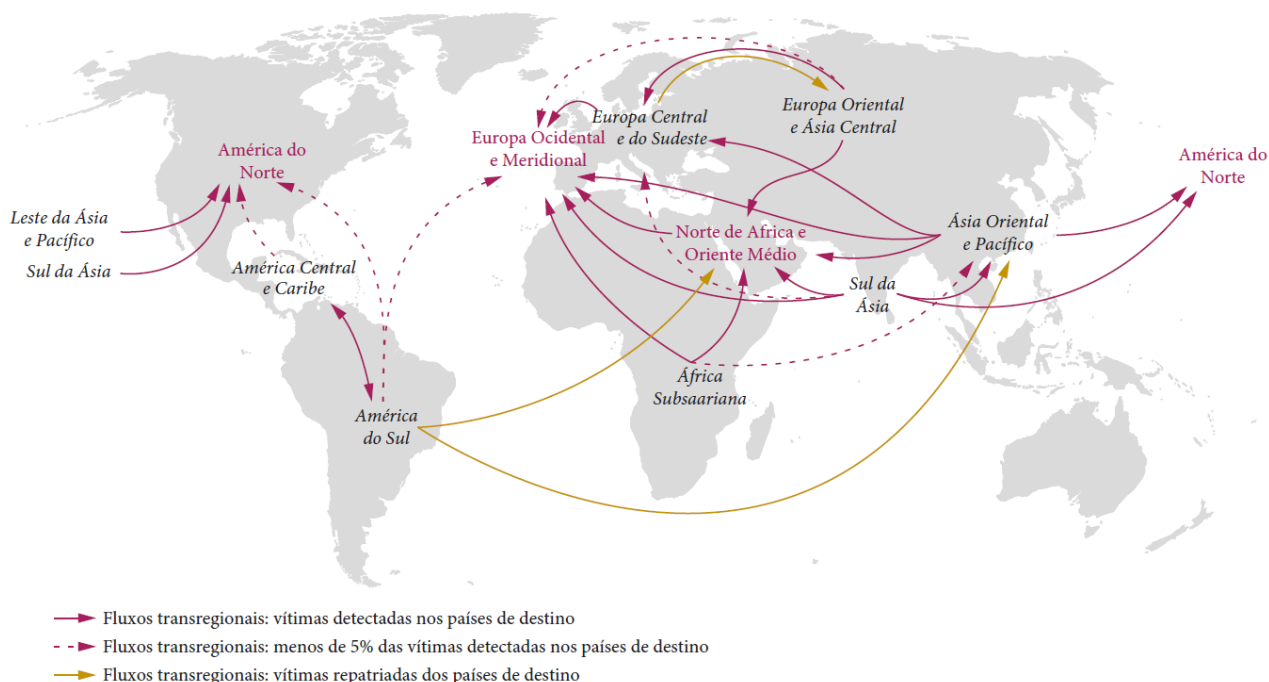 Europa Oriental
e Ásia Central
Europa Central
e do Sudeste
Europa Ocidental
e Meridional
América do
Norte
América do
Norte
Leste da Ásia
e Pacífico
Sul da Ásia
América Central
e Caribe
Norte de Africa e
Oriente Médio
Ásia Oriental
e Pacífico
Sul da
Ásia
África
Subsaariana
América
do Sul
Fluxos transregionais: vítimas detectadas nos países de destino
Fluxos transregionais: menos de 5% das vítimas detectadas nos países de destino
Fluxos transregionais: vítimas repatriadas dos países de destino